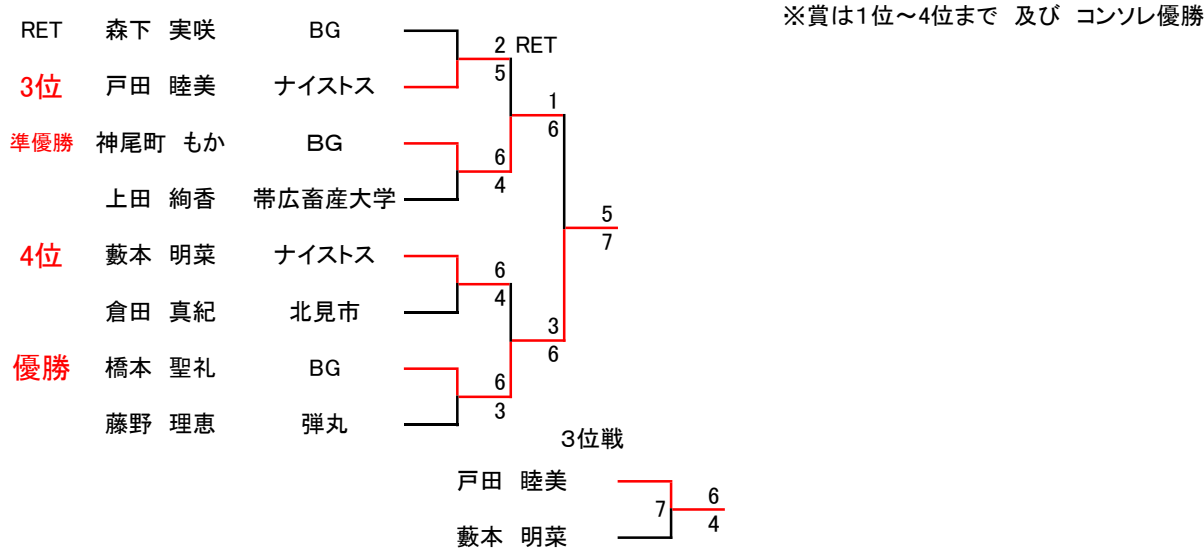 ※賞は１位～４位まで 及び コンソレ優勝
RET 森下 実咲 BG
2 RET
5
3位 戸田 睦美 ナイストス
1
6
準優勝 神尾町 もか BG
6
4
上田 絢香 帯広畜産大学
5
7
4位 藪本 明菜 ナイストス
6
4
倉田 真紀 北見市
3
6
優勝 橋本 聖礼 BG
6
3
藤野 理恵 弾丸
３位戦
戸田 睦美
7
6
4
藪本 明菜